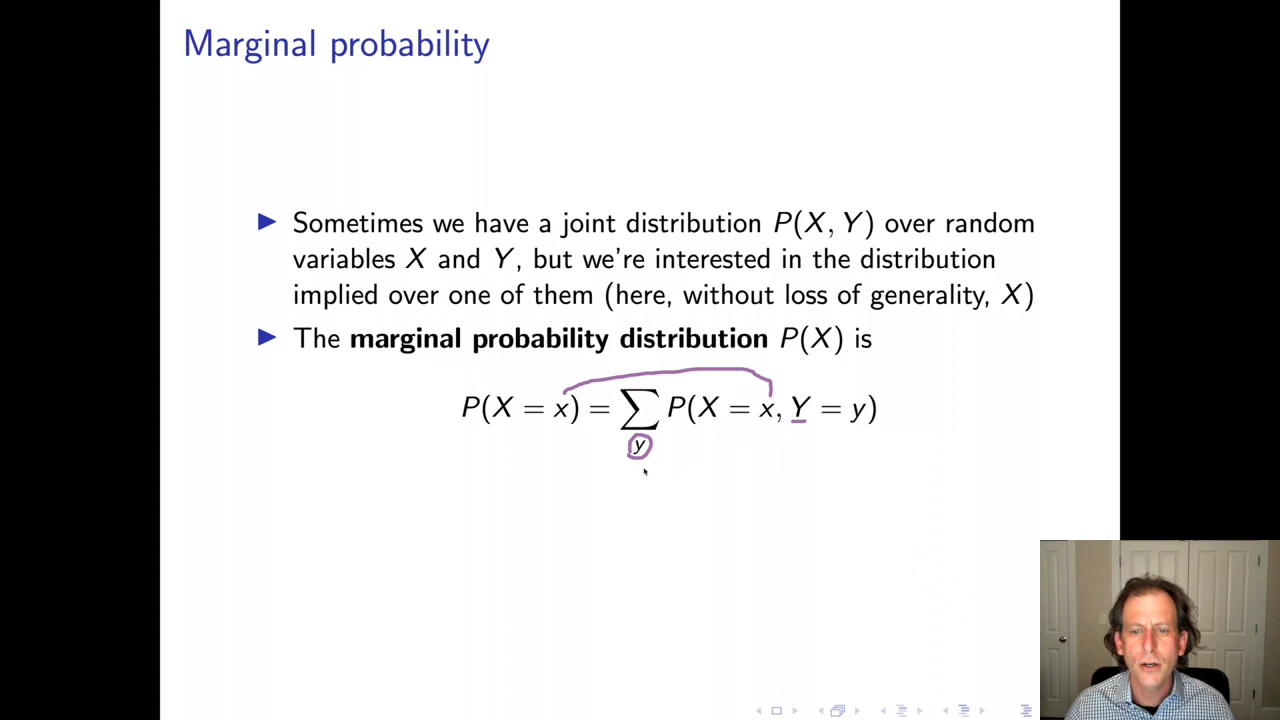 Marginal probability
▶ Sometimes we have a joint distribution P(X, Y) over random
variables X and Y, but we're interested in the distribution
implied over one of them (here, without loss of generality, X)
▶ The marginal probability distribution P(X) is
P(X = x) = ∑ P(X = x, Y = y)
y